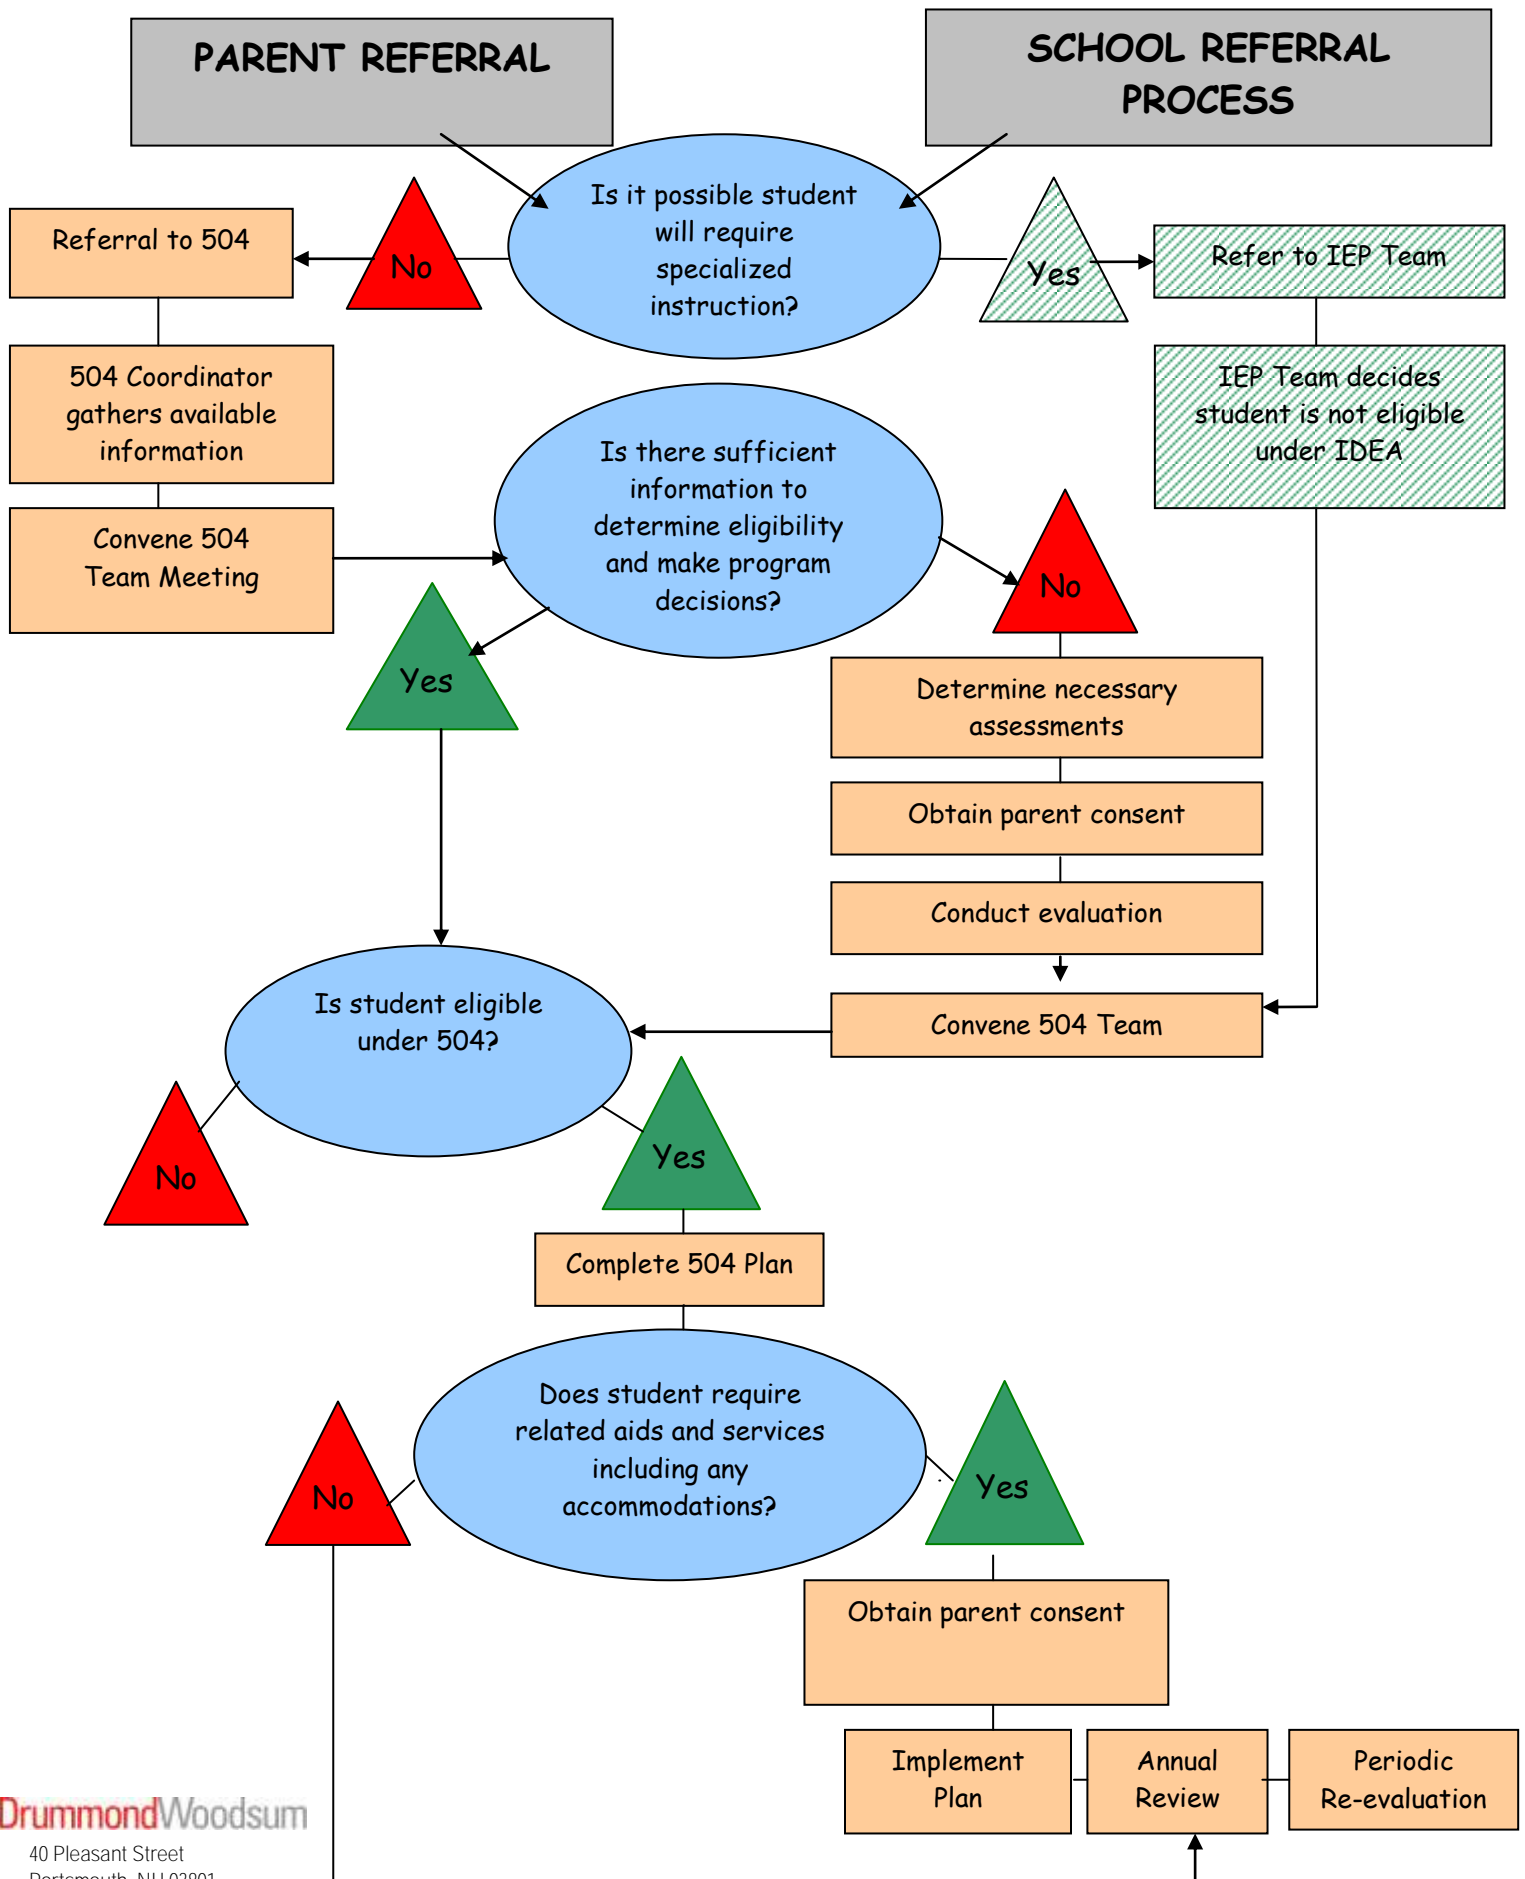 PARENT REFERRAL
SCHOOL REFERRAL
PROCESS
Is it possible student
will require
specialized
instruction?
No
Yes
Referral to 504
Refer to IEP Team
504 Coordinator
gathers available
information
IEP Team decides
student is not eligible
under IDEA
Convene 504
Team Meeting
Is there sufficient
information to
determine eligibility
and make program
decisions?
No
Yes
Determine necessary
assessments
Obtain parent consent
Conduct evaluation
Convene 504 Team
Is student eligible
under 504?
No
Yes
Complete 504 Plan
Does student require
related aids and services
including any
accommodations?
No
Yes
Obtain parent consent
Implement
Plan
Annual
Review
Periodic
Re-evaluation
DrummondWoodsum
40 Pleasant Street
Portsmouth, NH 03801